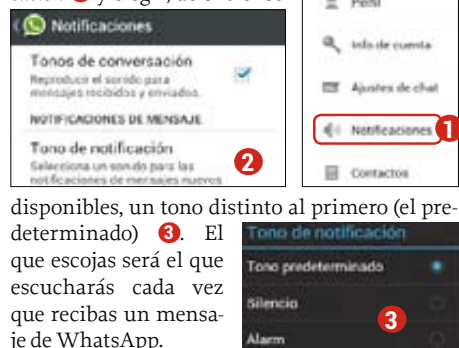 y elegir, de entre los
Notificaciones
Tonos de conversación
Reproducir el sonido para
mensajes recibidos y enviados.
NOTIFICACIONES DE MENSAJE
Tono de notificación
Selecciona un sonido para las
notificaciones de mensajes nuevos
2
Perfil
Info de cuenta
Ajustes de chat
Notificaciones 1
Contactos
disponibles, un tono distinto al primero (el pre-
determinado) 3. El
que escojas será el que
escucharás cada vez
que recibas un mensa-
je de WhatsApp.
Tono de notificación
Tono predeterminado
Silencio
3
Alarm